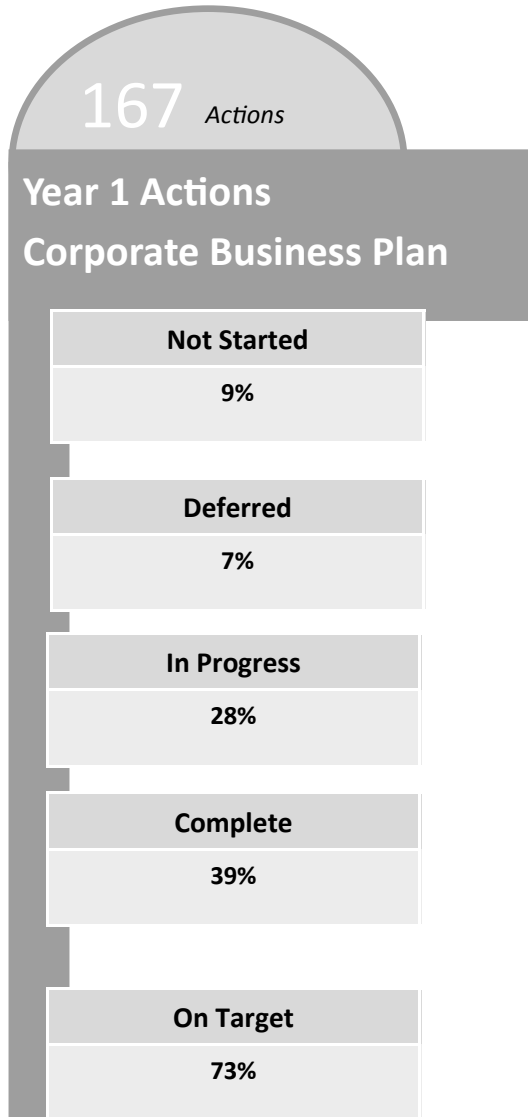 167 Actions
Year 1 Actions
Corporate Business Plan
Not Started
9%
Deferred
7%
In Progress
28%
Complete
39%
On Target
73%